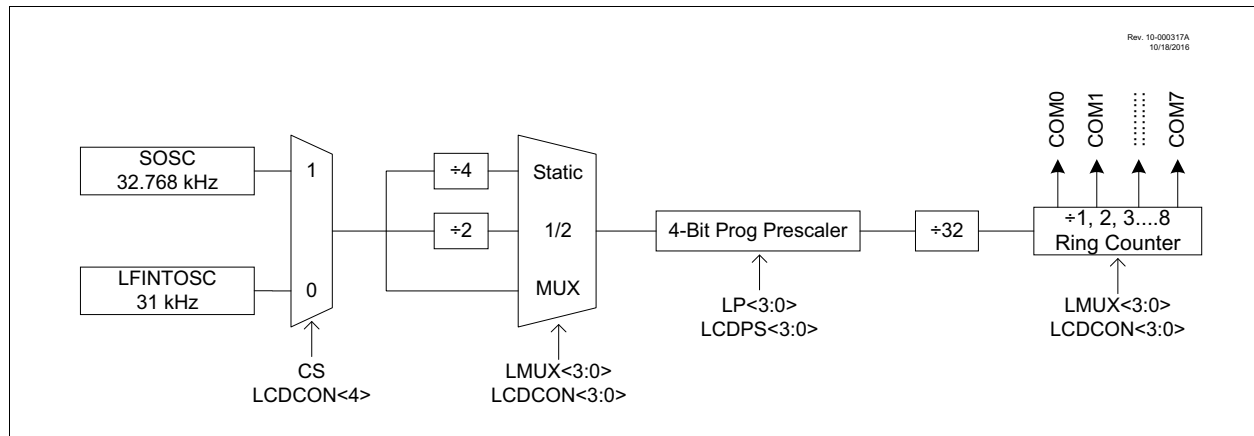 Rev. 10-000317A
10/18/2016
COM0
COM1
........
COM7
SOSC
32.768 kHz
1
÷4
Static
÷2
1/2
4-Bit Prog Prescaler
÷32
÷1, 2, 3....8
Ring Counter
LFINTOSC
31 kHz
0
MUX
LP<3:0>
LCDPS<3:0>
LMUX<3:0>
LCDCON<3:0>
CS
LCDCON<4>
LMUX<3:0>
LCDCON<3:0>